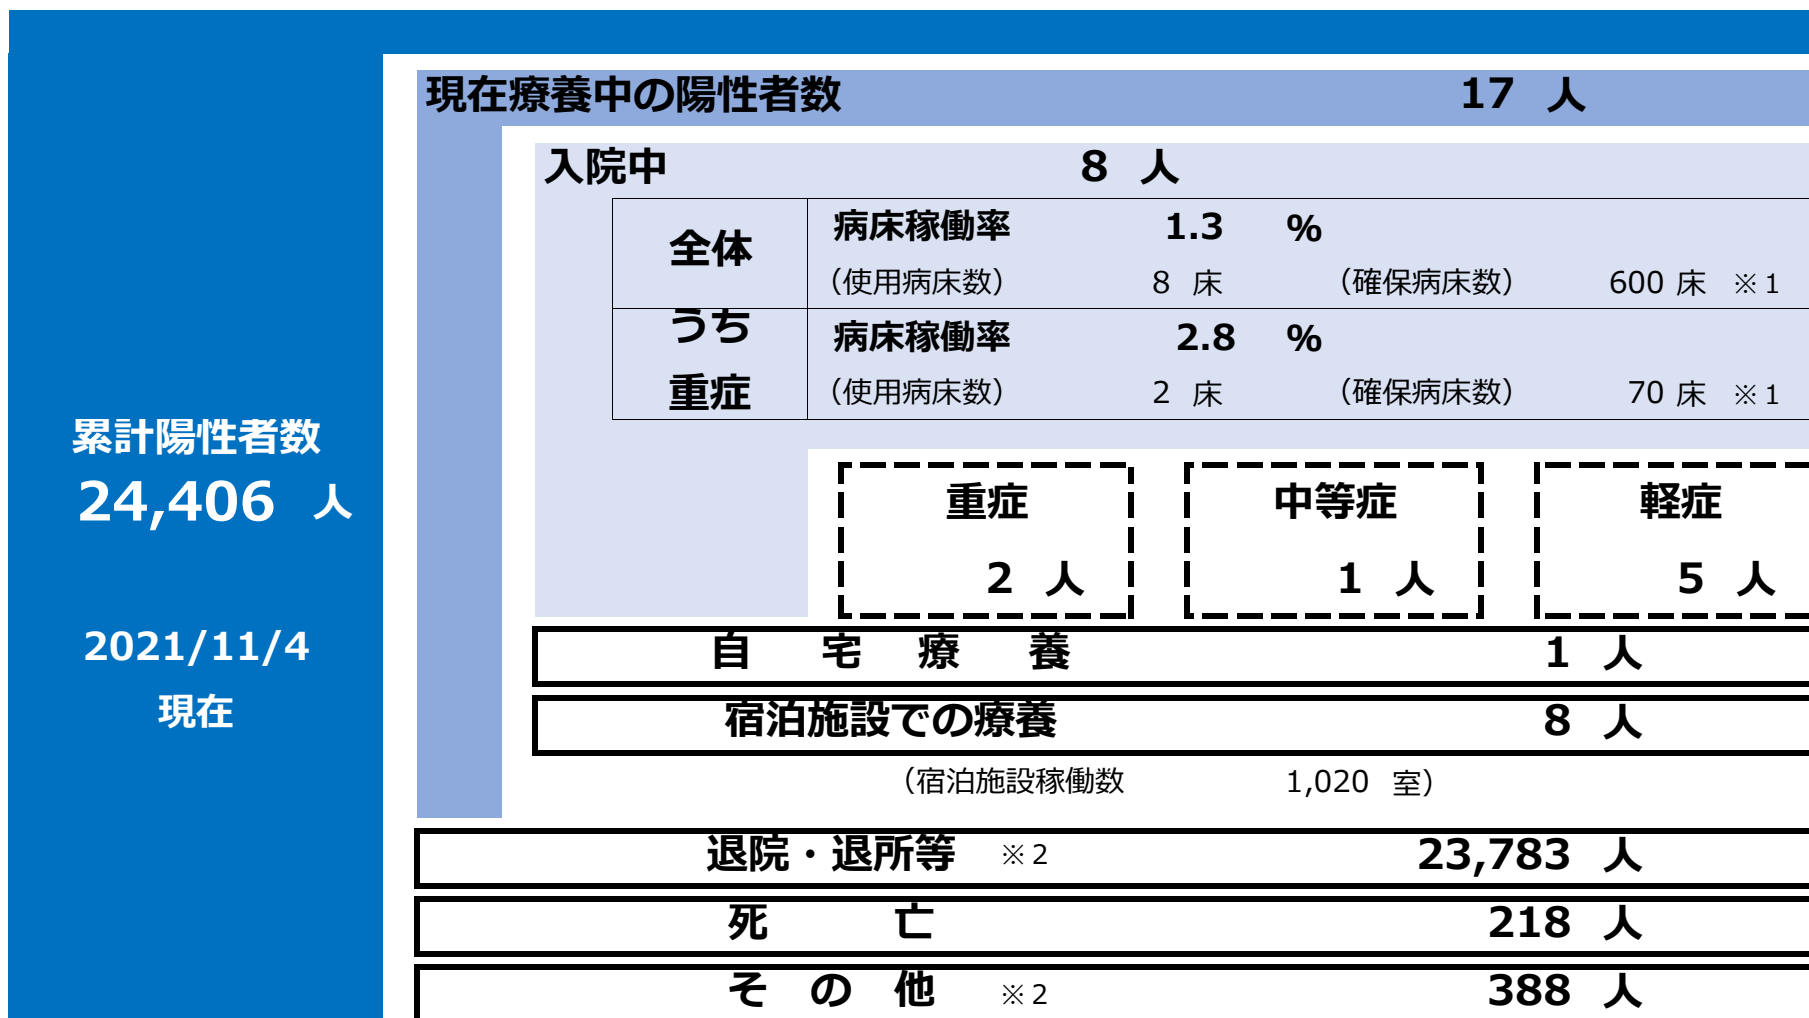 現在療養中の陽性者数 17 人
入院中 8 人
全体 病床稼働率 1.3 %
（使用病床数） 8 床 （確保病床数） 600 床 ※1
うち 病床稼働率 2.8 %
重症 （使用病床数） 2 床 （確保病床数） 70 床 ※1
累計陽性者数
24,406 人
2021/11/4
現在
重症 中等症 軽症
2 人 1 人 5 人
自宅療養 1 人
宿泊施設での療養 8 人
（宿泊施設稼働数 1,020 室）
退院・退所等 ※2 23,783 人
死亡 218 人
その他 ※2 388 人